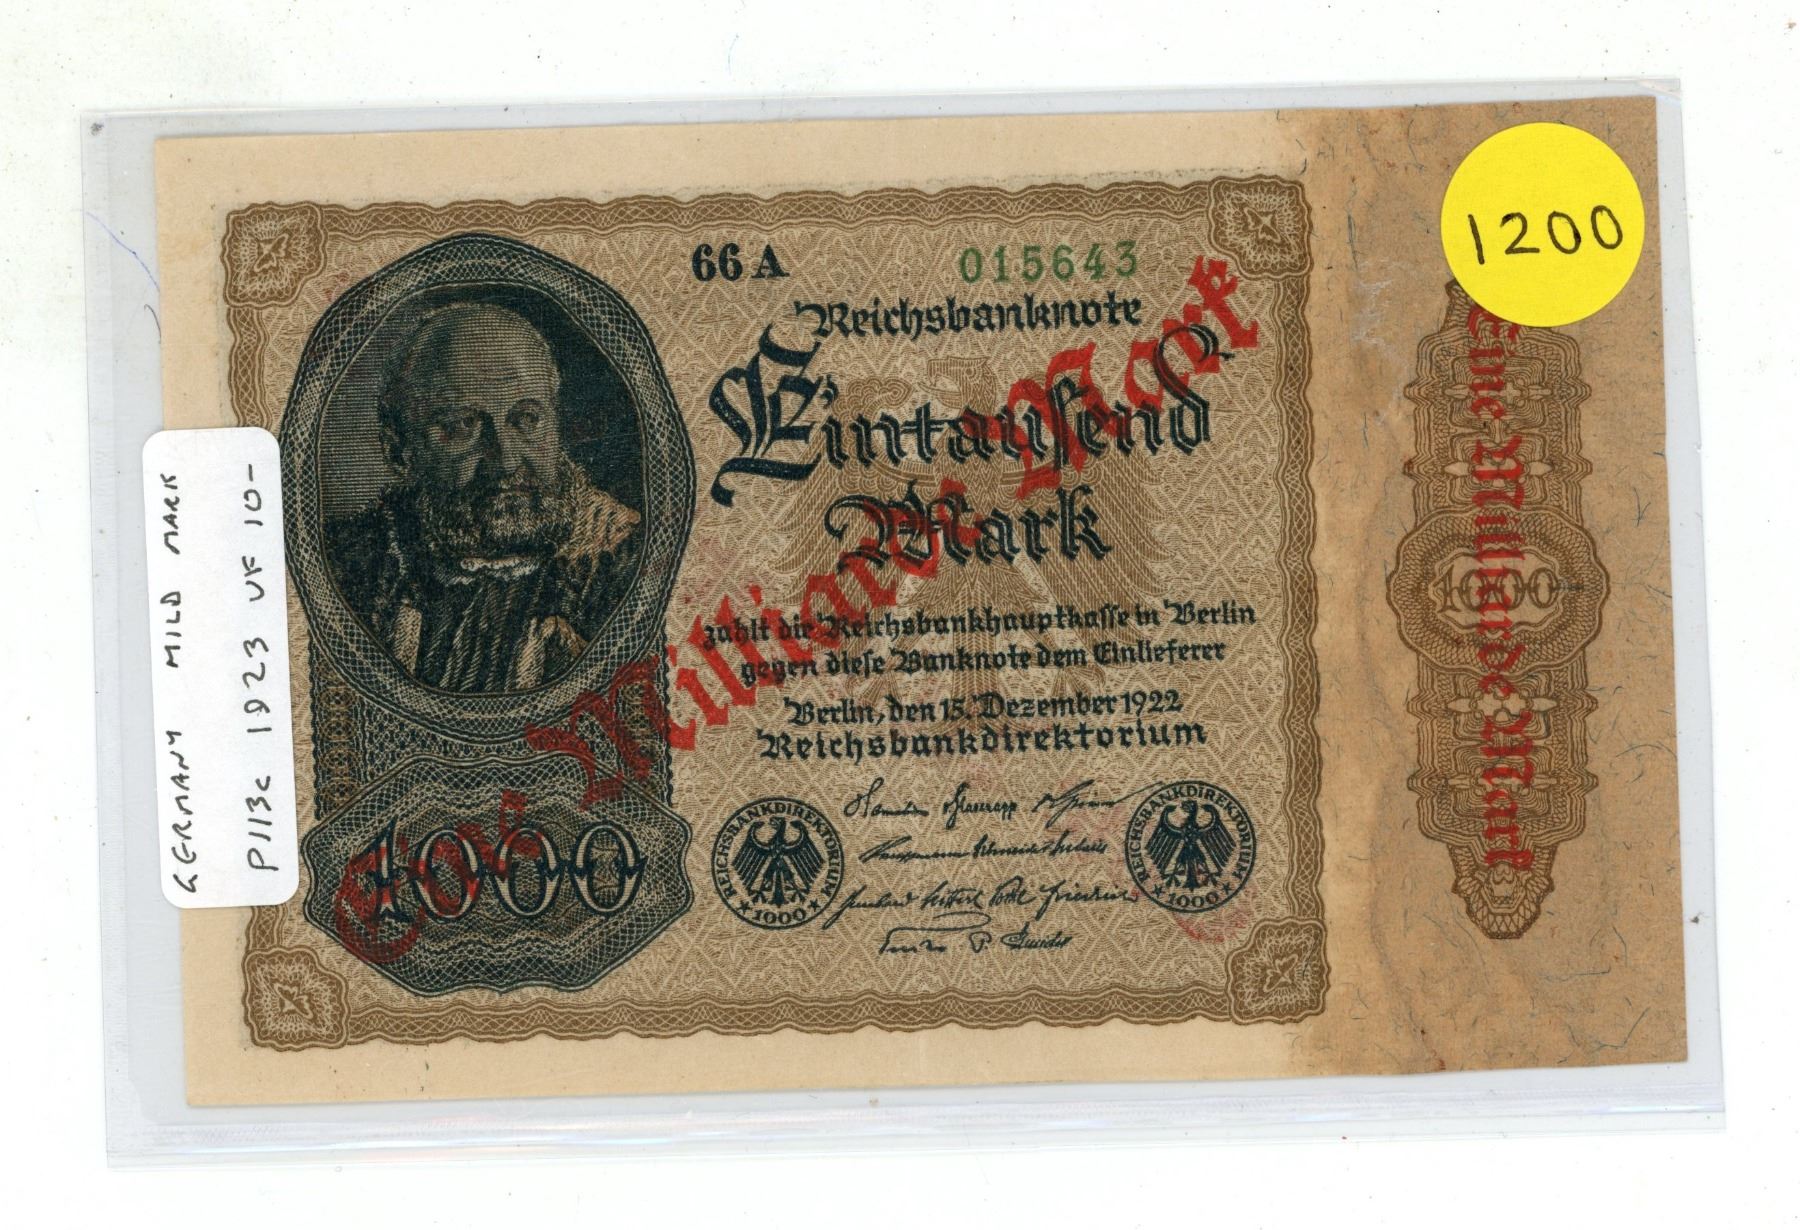 1200
66 A 015643
Reichsbanknote
Eintausend
Mark
Eine Milliarde Mark
zahlt die Reichsbankhauptkasse in Berlin
gegen diese Banknote dem Einlieferer
Berlin, den 15. Dezember 1922
Reichsbankdirektorium
1000
REICHSBANKDIREKTORIUM
★ 1000 ★
REICHSBANKDIREKTORIUM
★ 1000 ★
Eine Milliarde Mark
1000
GERMANY MILD MARK
P113c 1923 VF 10-